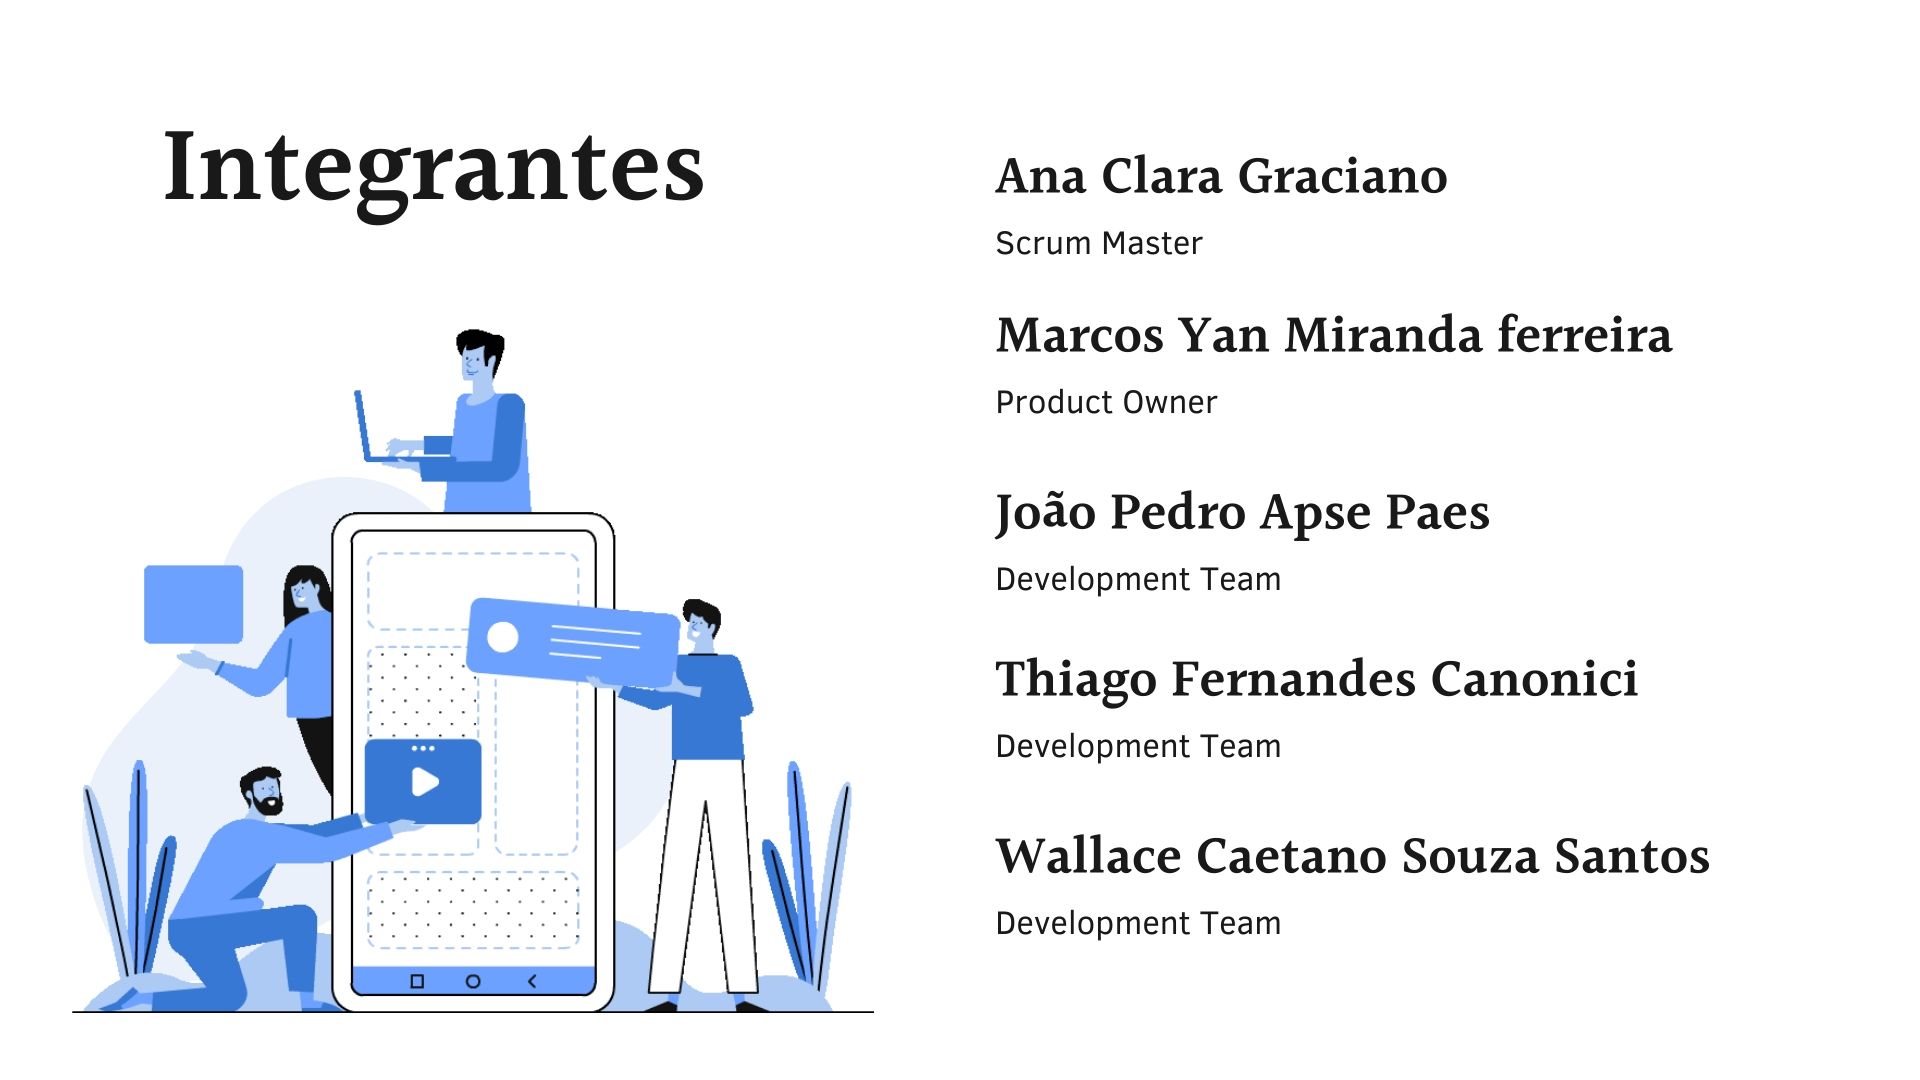 Integrantes
Ana Clara Graciano
Scrum Master
Marcos Yan Miranda ferreira
Product Owner
João Pedro Apse Paes
Development Team
Thiago Fernandes Canonici
Development Team
Wallace Caetano Souza Santos
Development Team